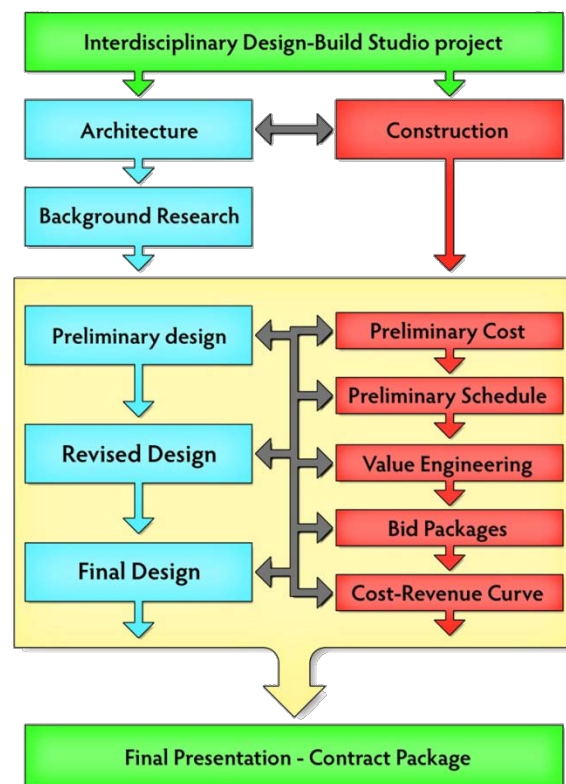 Interdisciplinary Design-Build Studio project
Architecture
Construction
Background Research
Preliminary design
Preliminary Cost
Preliminary Schedule
Revised Design
Value Engineering
Bid Packages
Final Design
Cost-Revenue Curve
Final Presentation - Contract Package